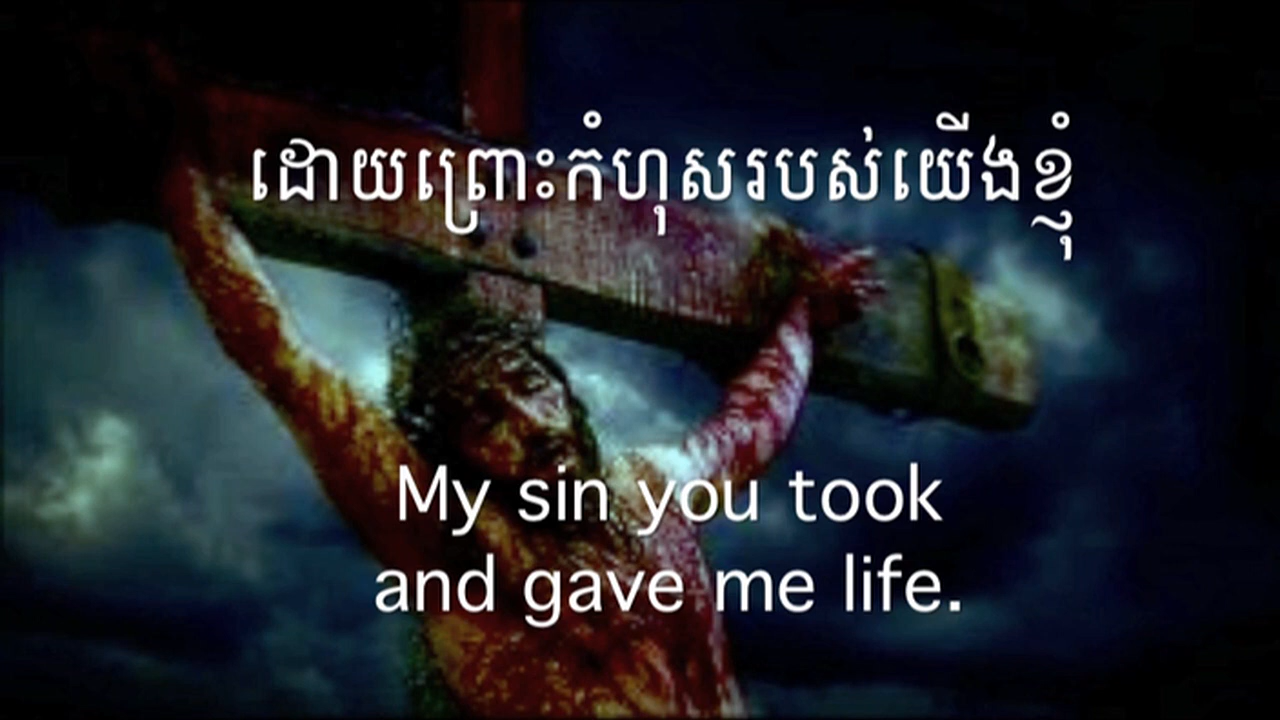 ដោយព្រោះកំហុសរបស់យើងខ្ញុំ
My sin you took
and gave me life.